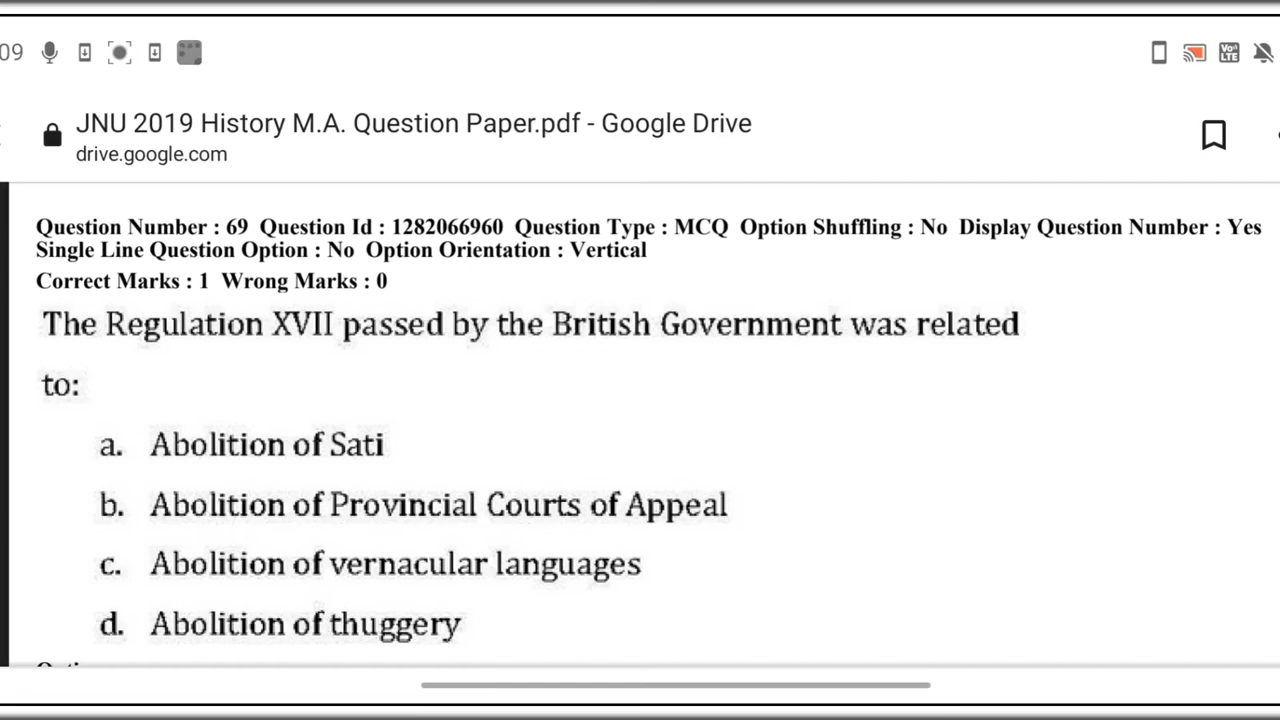 09
Vo))
LTE
JNU 2019 History M.A. Question Paper.pdf - Google Drive
drive.google.com
Question Number : 69 Question Id : 1282066960 Question Type : MCQ Option Shuffling : No Display Question Number : Yes
Single Line Question Option : No Option Orientation : Vertical
Correct Marks : 1 Wrong Marks : 0
The Regulation XVII passed by the British Government was related
to:
a. Abolition of Sati
b. Abolition of Provincial Courts of Appeal
c. Abolition of vernacular languages
d. Abolition of thuggery